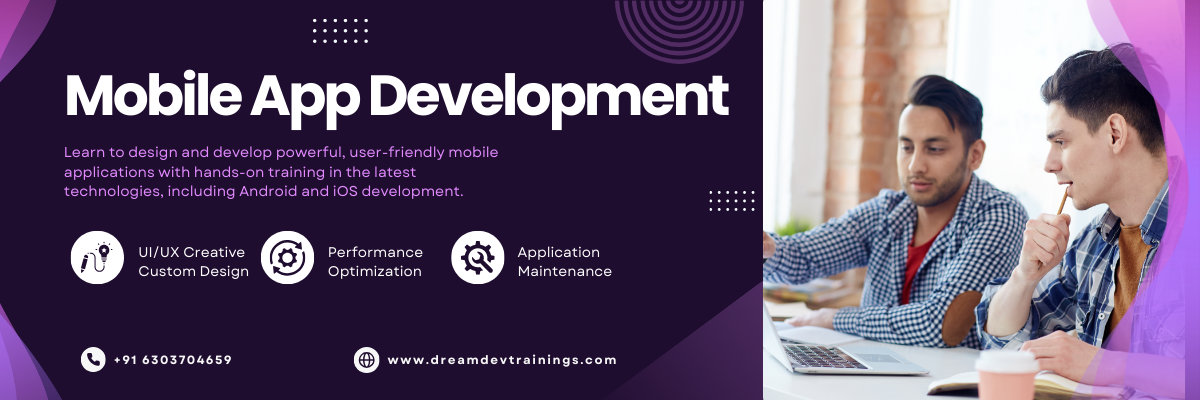 Mobile App Development
Learn to design and develop powerful, user-friendly mobile
applications with hands-on training in the latest
technologies, including Android and iOS development.
UI/UX Creative
Custom Design
Performance
Optimization
Application
Maintenance
+91 6303704659
www.dreamdevtrainings.com